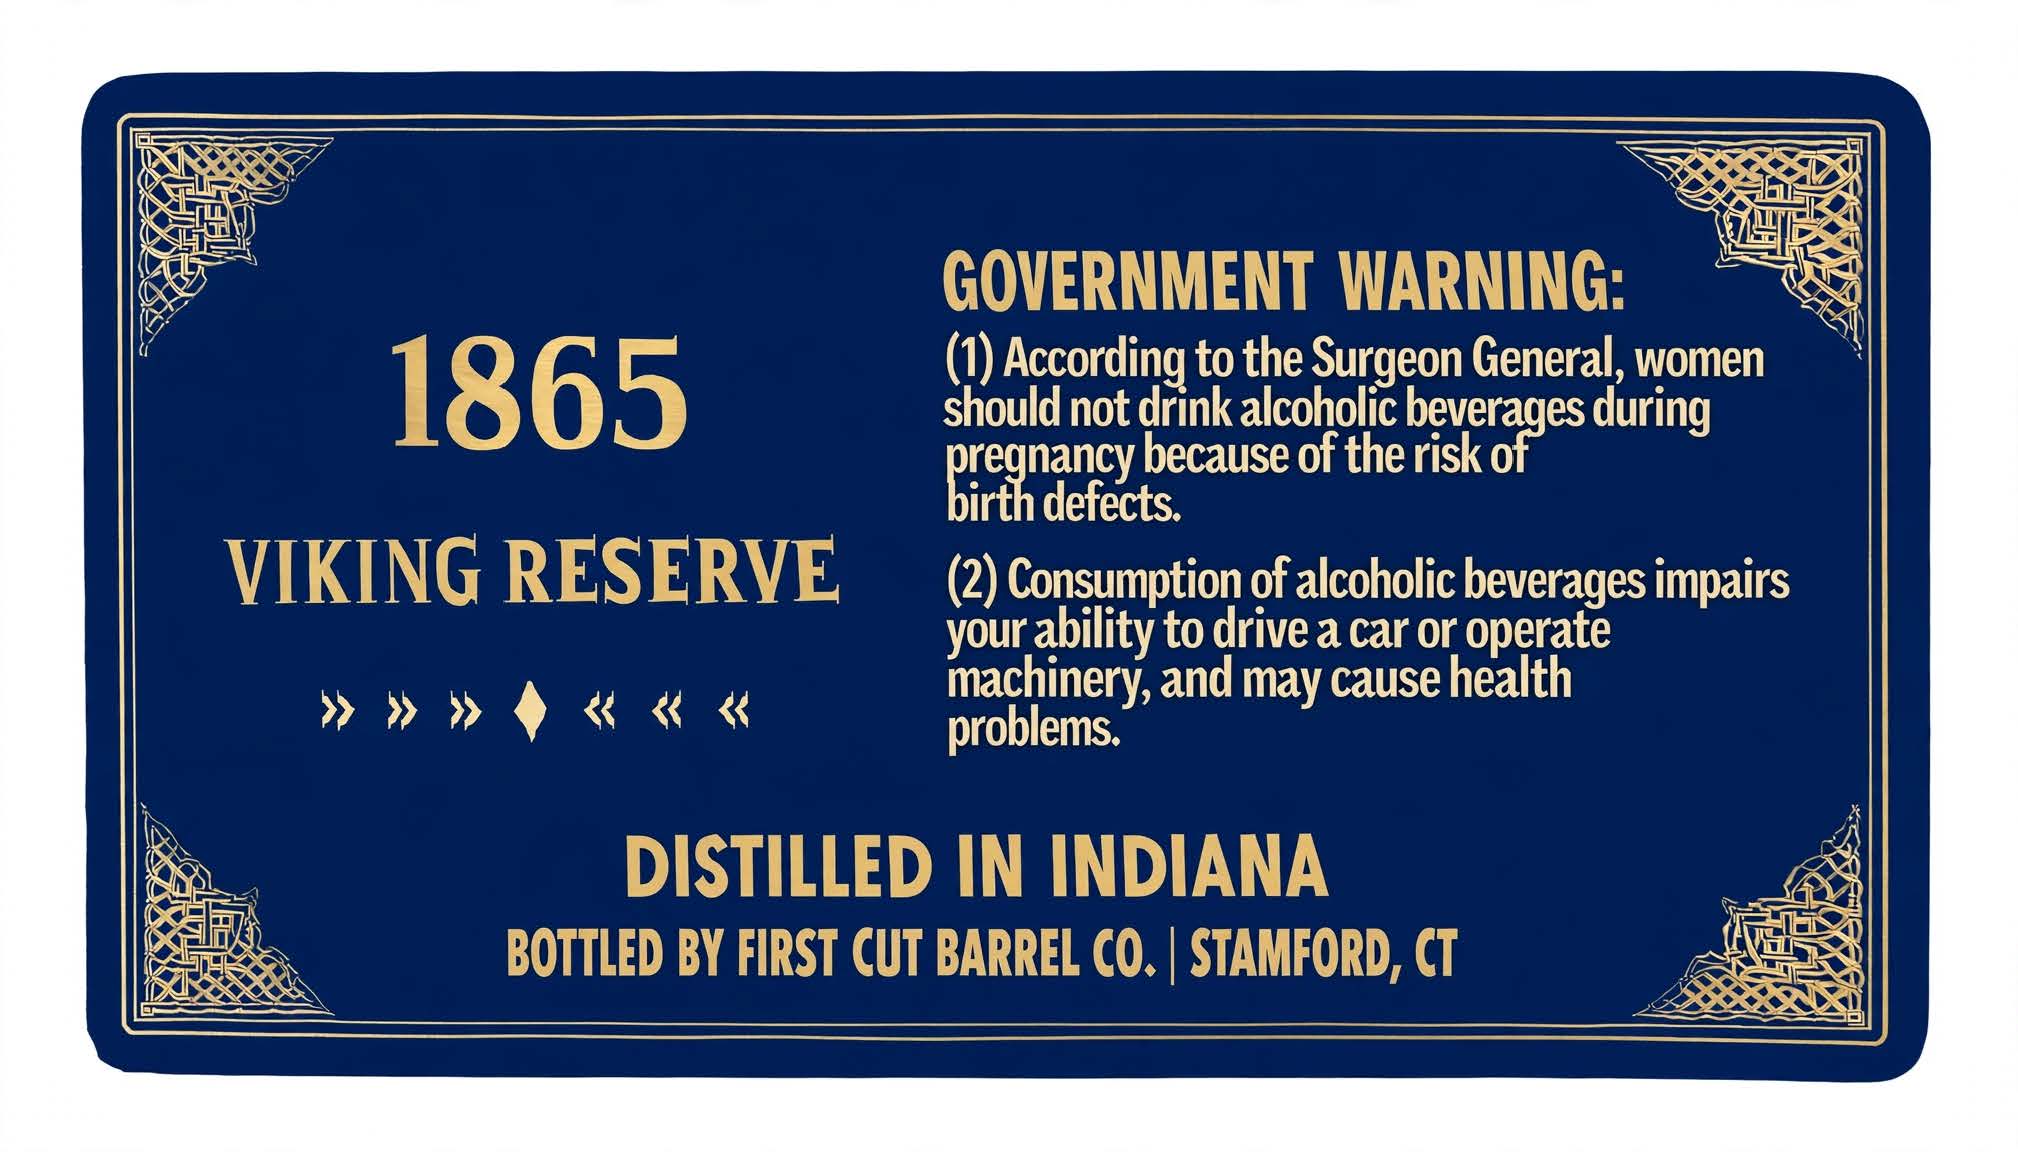 1865
VIKING RESERVE
GOVERNMENT WARNING:
(1) According to the Surgeon General, women
should not drink alcoholic beverages during
pregnancy because of the risk of
birth defects.
(2) Consumption of alcoholic beverages impairs
your ability to drive a car or operate
machinery, and may cause health
problems.
DISTILLED IN INDIANA
BOTTLED BY FIRST CUT BARREL CO. | STAMFORD, CT